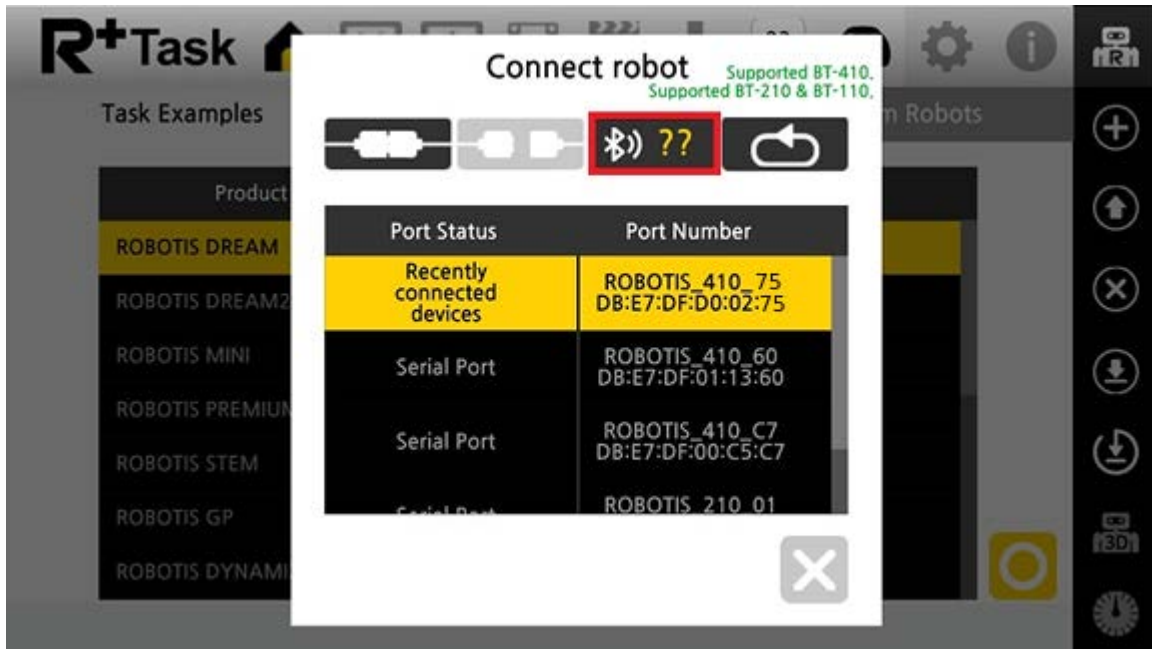 R+Task
Connect robot
Supported BT-410,
Supported BT-210 & BT-110,
Task Examples
Robots
??
Product
Port Status
Port Number
ROBOTIS DREAM
Recently
connected
devices
ROBOTIS_410_75
DB:E7:DF:D0:02:75
ROBOTIS DREAM2
ROBOTIS MINI
Serial Port
ROBOTIS_410_60
DB:E7:DF:01:13:60
ROBOTIS PREMIUM
Serial Port
ROBOTIS_410_C7
DB:E7:DF:00:C5:C7
ROBOTIS STEM
ROBOTIS GP
Serial Port
ROBOTIS_210_01
ROBOTIS DYNAMI
R
3D